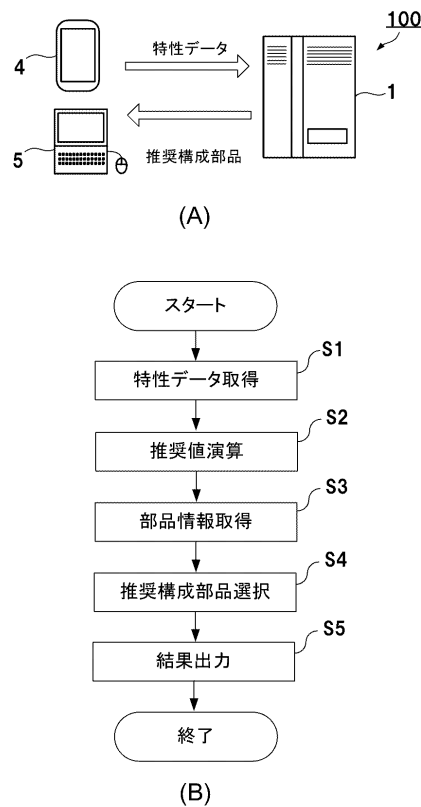 100
4
特性データ
1
5
推奨構成部品
(A)
スタート
S1
特性データ取得
S2
推奨値演算
S3
部品情報取得
S4
推奨構成部品選択
S5
結果出力
終了
(B)